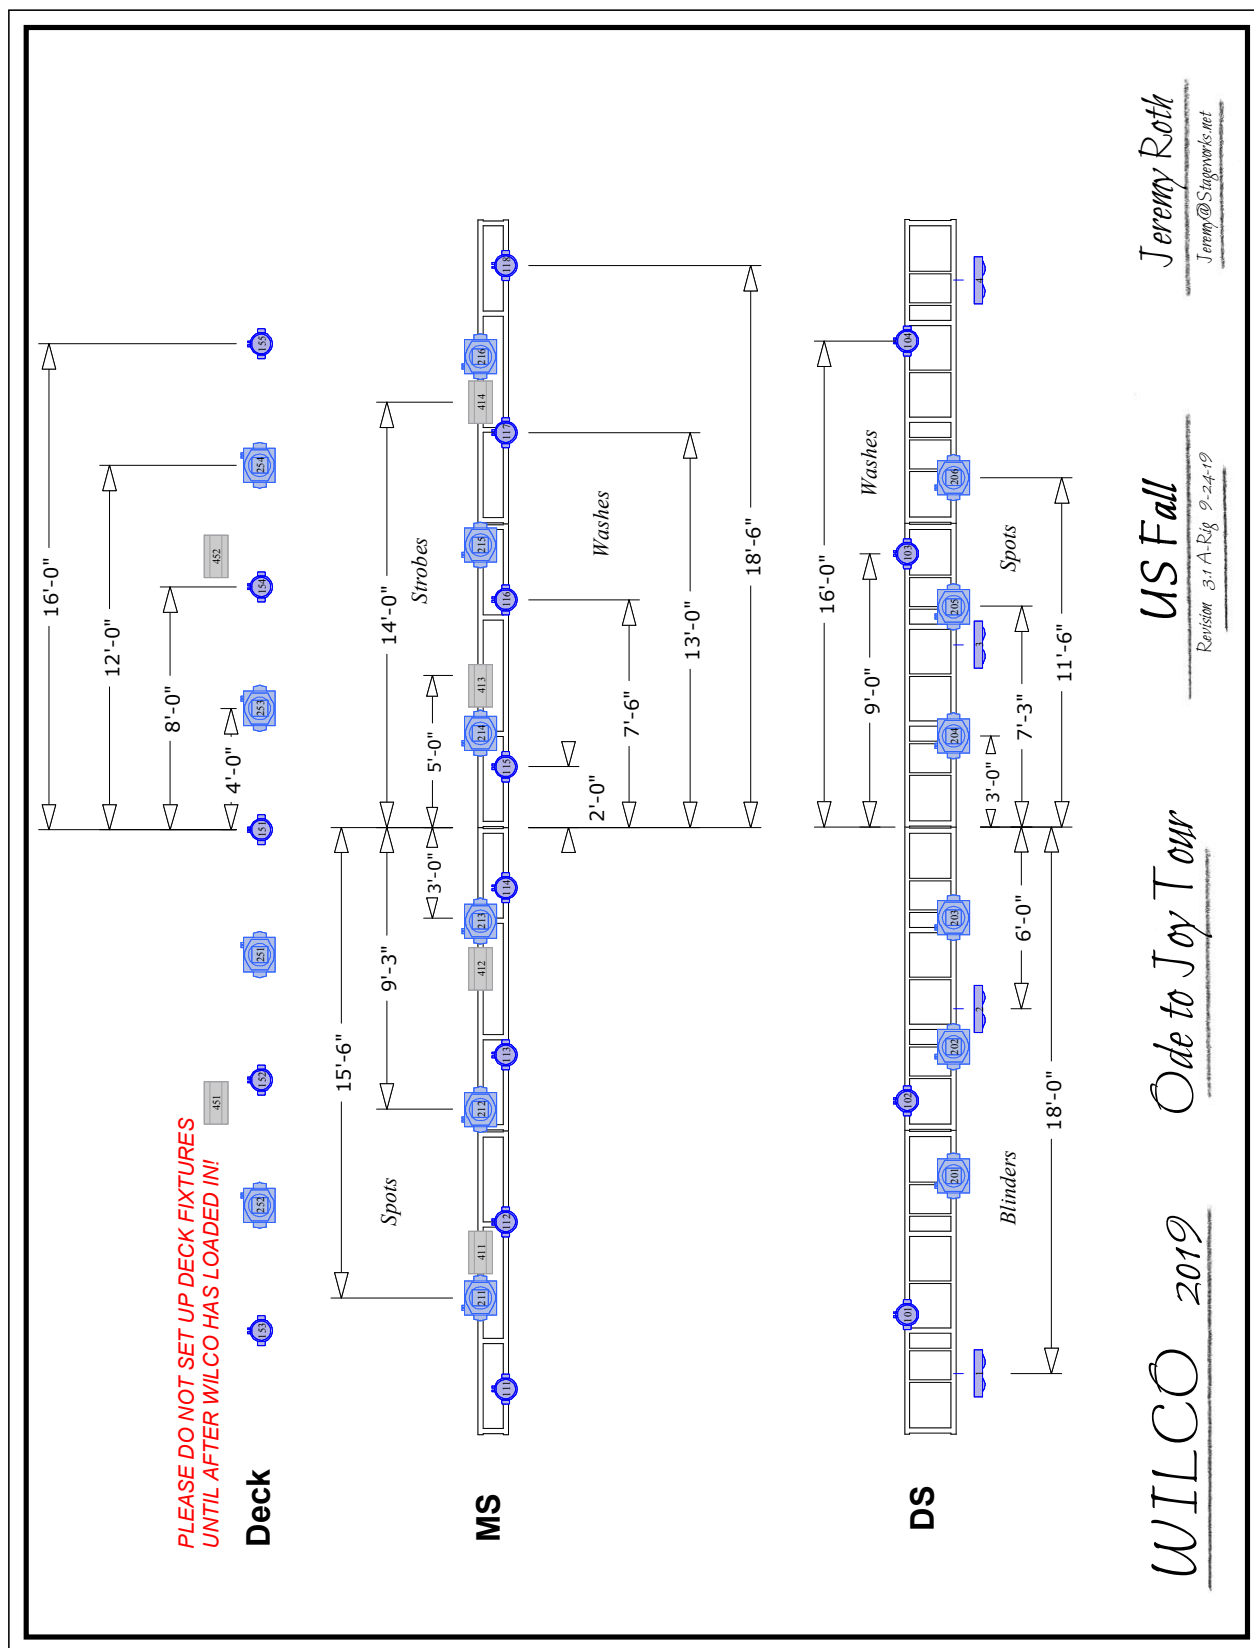 16'-0"
12'-0"
8'-0"
PLEASE DO NOT SET UP DECK FIXTURES
UNTIL AFTER WILCO HAS LOADED IN!
451 452
4'-0"
Deck
153 252 152 251 151 253 154 254 155
15'-6"
Spots 9'-3" 14'-0"
Strobes
3'-0" 5'-0"
211 411 212 412 213 214 413 215 414 216
MS
111 112 113 114 115 116 117 118
2'-0" Washes
7'-6"
13'-0"
18'-6"
16'-0"
9'-0" Washes
101 102 103 104
DS
201 202 203 204 205 206
1 2 3 4
3'-0"
Blinders Spots
6'-0" 7'-3"
18'-0" 11'-6"
WILCO 2019 Ode to Joy Tour US Fall Jeremy Roth
Revision 3.1 A-Rig 9-24-19 Jeremy@Stageworks.net